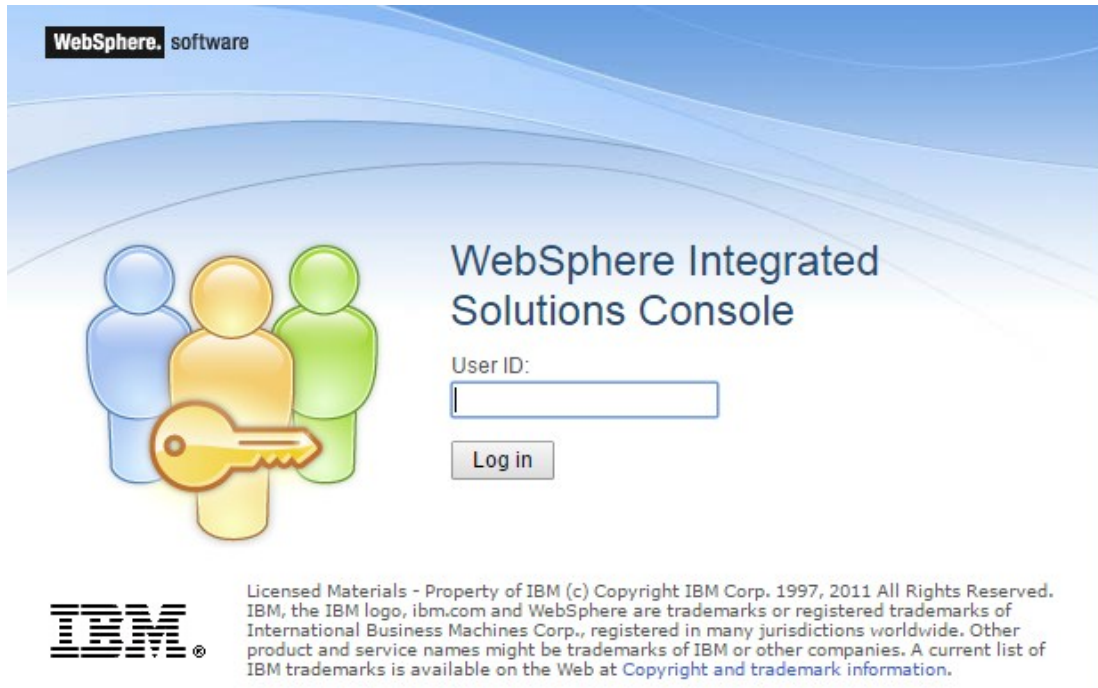 WebSphere. software
WebSphere Integrated
Solutions Console
User ID:
Log in
Licensed Materials - Property of IBM (c) Copyright IBM Corp. 1997, 2011 All Rights Reserved.
IBM, the IBM logo, ibm.com and WebSphere are trademarks or registered trademarks of
International Business Machines Corp., registered in many jurisdictions worldwide. Other
product and service names might be trademarks of IBM or other companies. A current list of
IBM trademarks is available on the Web at Copyright and trademark information.
IBM®